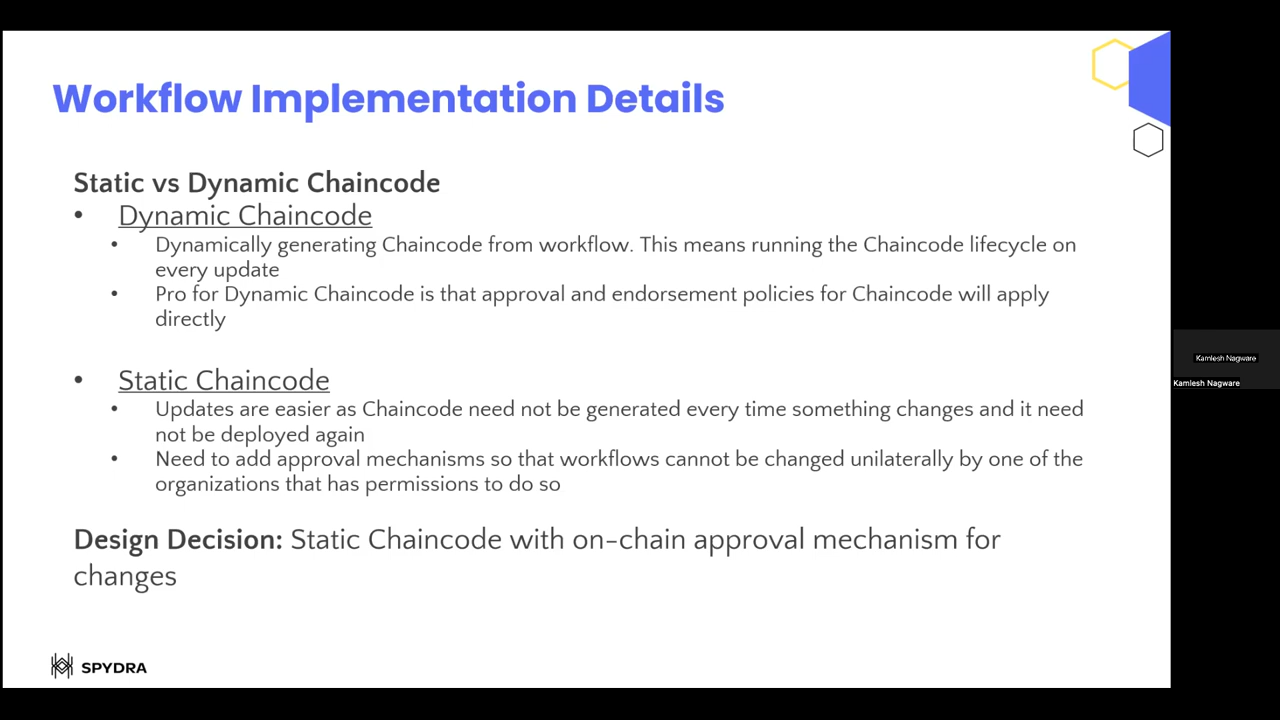 Workflow Implementation Details
Static vs Dynamic Chaincode
• Dynamic Chaincode
• Dynamically generating Chaincode from workflow. This means running the Chaincode lifecycle on
every update
• Pro for Dynamic Chaincode is that approval and endorsement policies for Chaincode will apply
directly
• Static Chaincode
• Updates are easier as Chaincode need not be generated every time something changes and it need
not be deployed again
• Need to add approval mechanisms so that workflows cannot be changed unilaterally by one of the
organizations that has permissions to do so
Design Decision: Static Chaincode with on-chain approval mechanism for
changes
SPYDRA
Kamlesh Nagware
Kamlesh Nagware